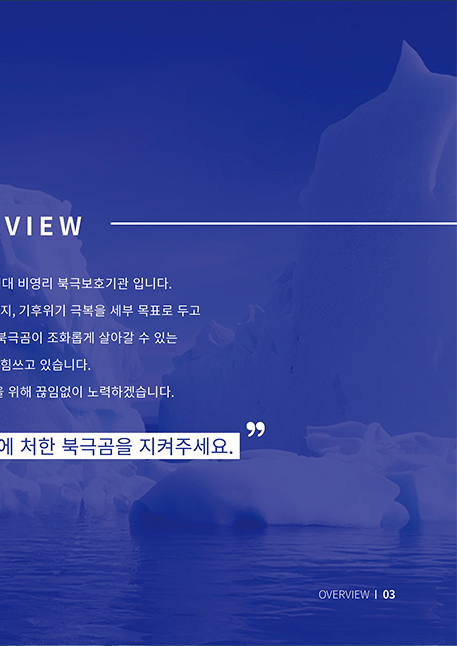 VIEW
대 비영리 북극보호기관 입니다.
지, 기후위기 극복을 세부 목표로 두고
북극곰이 조화롭게 살아갈 수 있는
힘쓰고 있습니다.
을 위해 끊임없이 노력하겠습니다.
에 처한 북극곰을 지켜주세요.”
OVERVIEW | 03